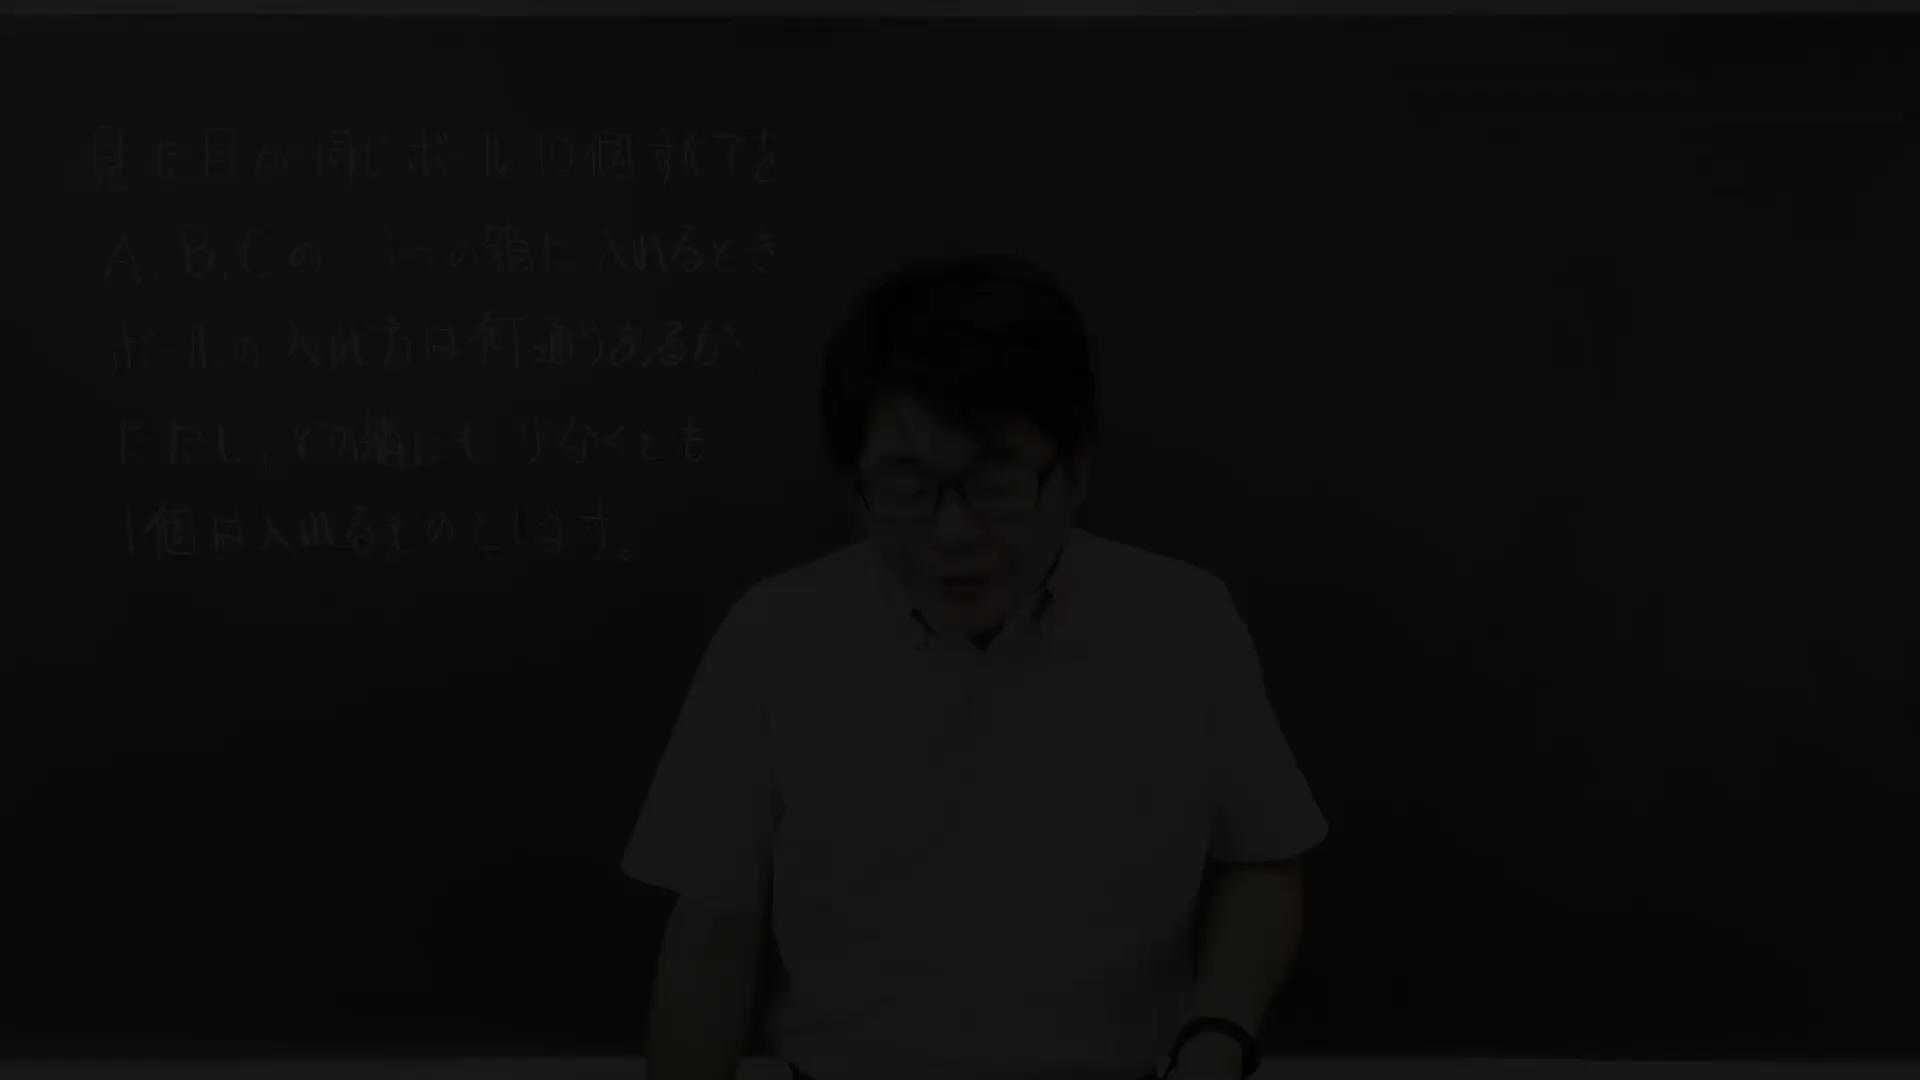 見た目が同じボール10個すべてを
A,B,Cの 3つの箱に入れるとき
ボールの入れ方は何通りあるか
ただし,どの箱にも 少なくとも
1個は入れるものとします。